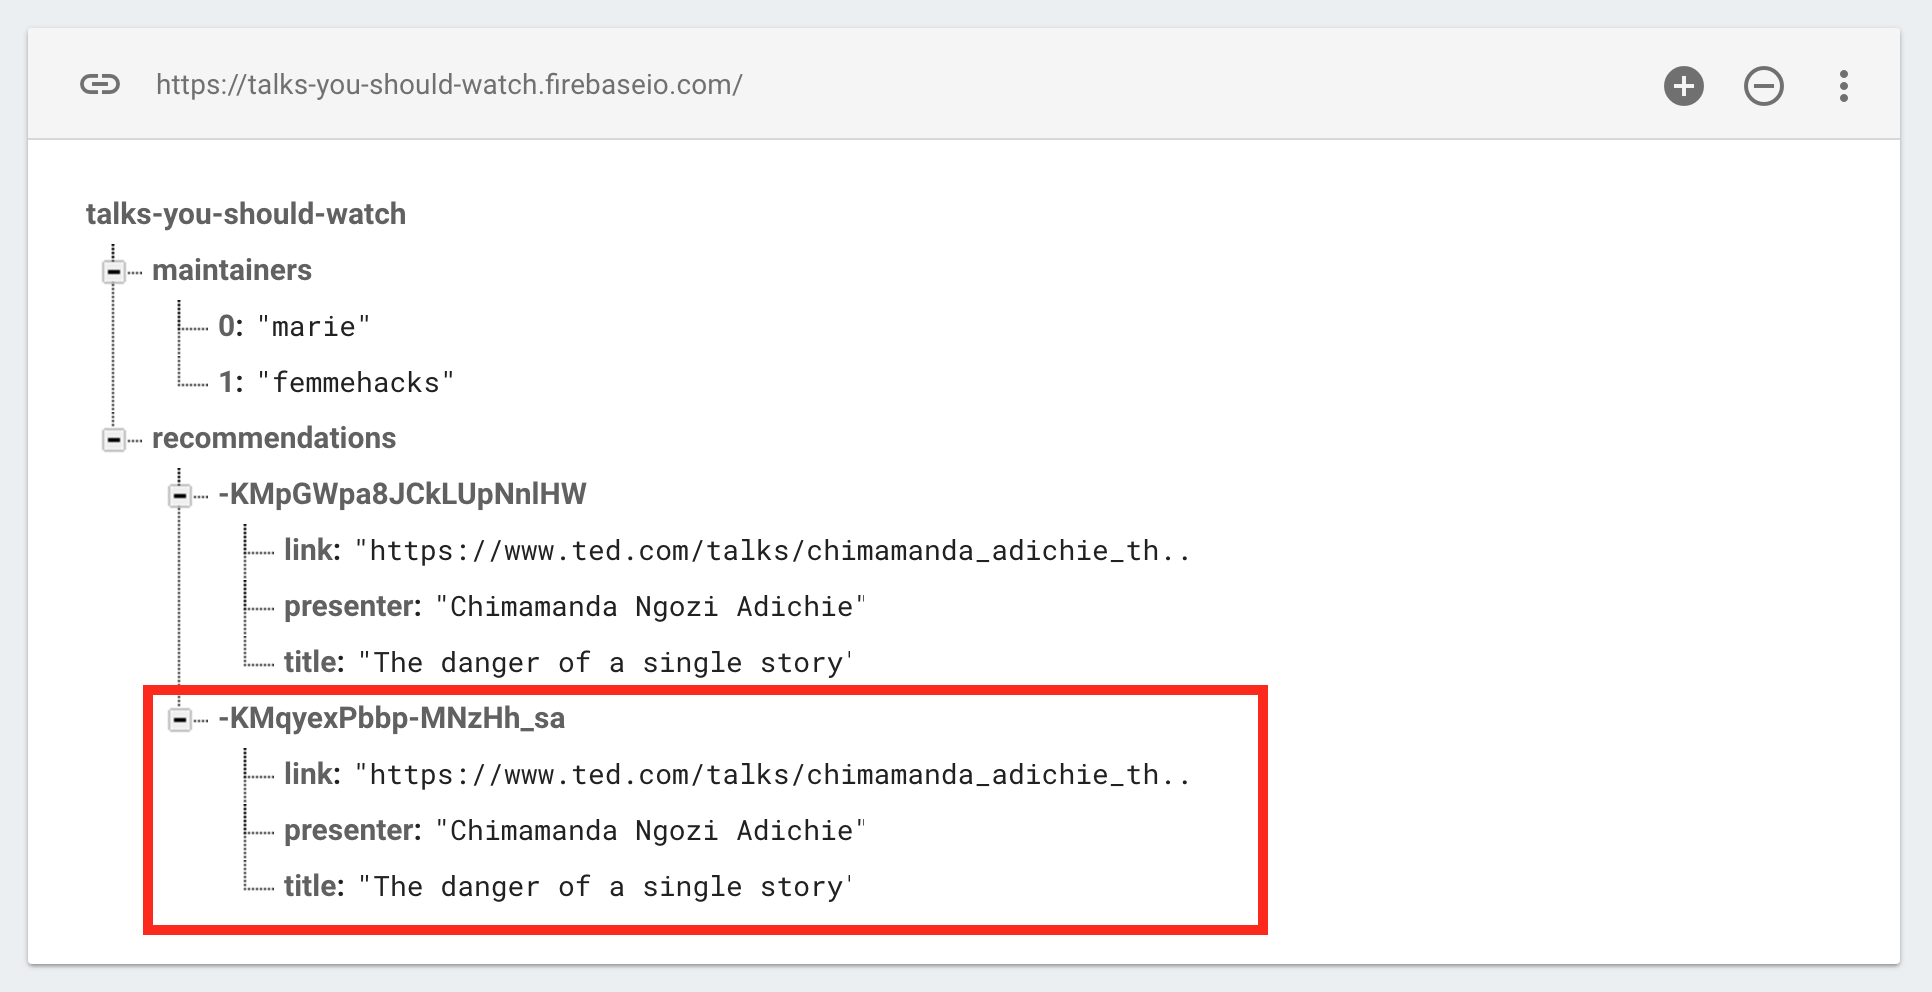 https://talks-you-should-watch.firebaseio.com/
talks-you-should-watch
maintainers
0: "marie"
1: "femmehacks"
recommendations
-KMpGWpa8JCkLUpNnlHW
link: "https://www.ted.com/talks/chimamanda_adichie_th..
presenter: "Chimamanda Ngozi Adichie"
title: "The danger of a single story'
-KMqyexPbbp-MNzHh_sa
link: "https://www.ted.com/talks/chimamanda_adichie_th..
presenter: "Chimamanda Ngozi Adichie"
title: "The danger of a single story'